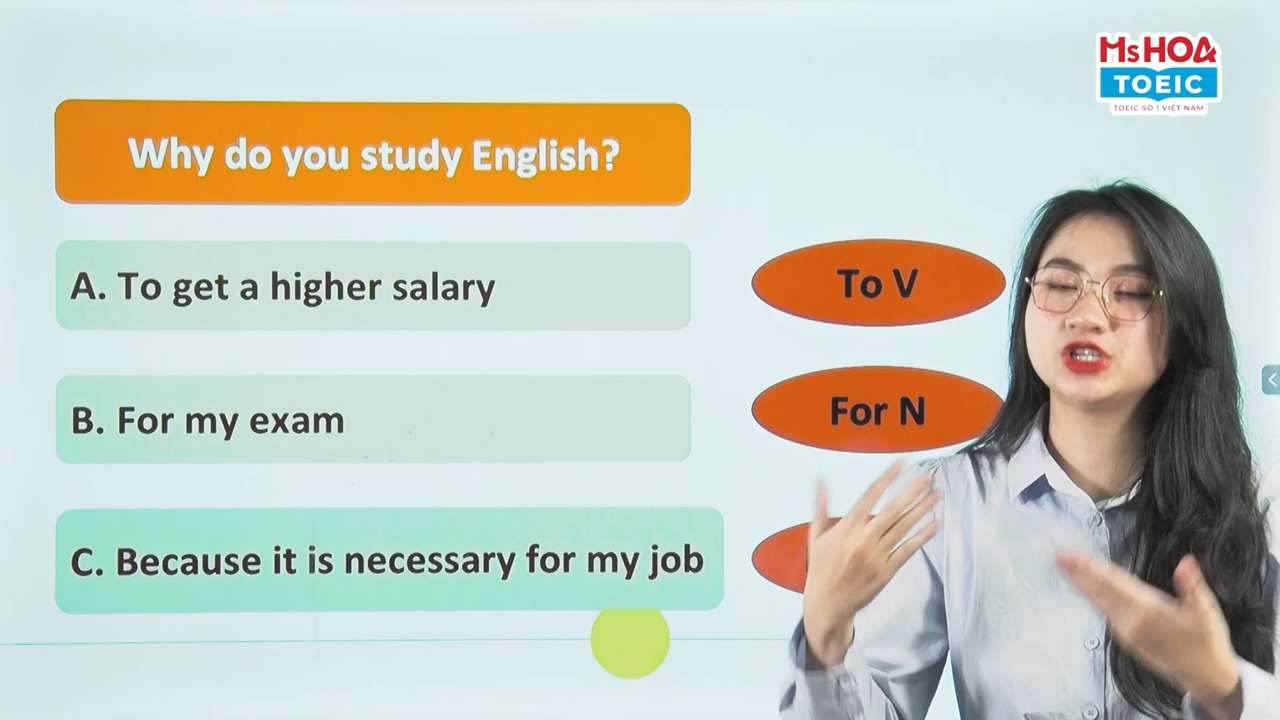 Ms HOA
TOEIC
TOEIC SỐ 1 VIỆT NAM
Why do you study English?
A. To get a higher salary
To V
B. For my exam
For N
C. Because it is necessary for my job